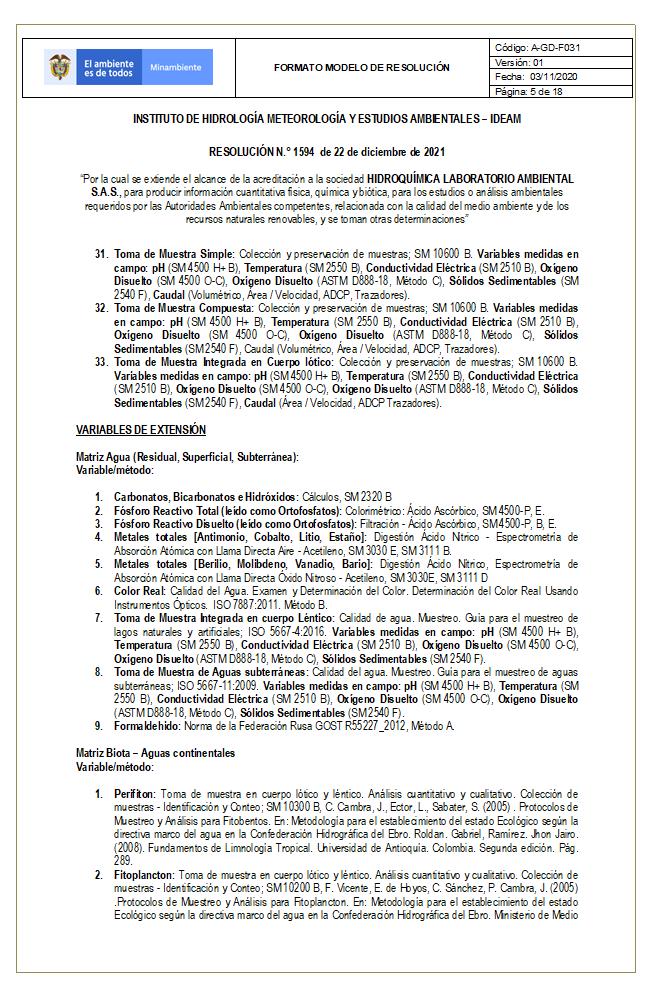 El ambiente
es de todos
Minambiente
FORMATO MODELO DE RESOLUCIÓN
Código: A-GD-F031
Versión: 01
Fecha: 03/11/2020
Página: 5 de 18
INSTITUTO DE HIDROLOGÍA METEOROLOGÍA Y ESTUDIOS AMBIENTALES – IDEAM
RESOLUCIÓN N.° 1594 de 22 de diciembre de 2021
“Por la cual se extiende el alcance de la acreditación a la sociedad HIDROQUÍMICA LABORATORIO AMBIENTAL
S.A.S., para producir información cuantitativa física, química y biótica, para los estudios o análisis ambientales
requeridos por las Autoridades Ambientales competentes, relacionada con la calidad del medio ambiente y de los
recursos naturales renovables, y se toman otras determinaciones”
31. Toma de Muestra Simple: Colección y preservación de muestras; SM 10600 B. Variables medidas en
campo: pH (SM 4500 H+ B), Temperatura (SM 2550 B), Conductividad Eléctrica (SM 2510 B), Oxígeno
Disuelto (SM 4500 O-C), Oxígeno Disuelto (ASTM D888-18, Método C), Sólidos Sedimentables (SM
2540 F), Caudal (Volumétrico, Área / Velocidad, ADCP, Trazadores).
32. Toma de Muestra Compuesta: Colección y preservación de muestras; SM 10600 B. Variables medidas
en campo: pH (SM 4500 H+ B), Temperatura (SM 2550 B), Conductividad Eléctrica (SM 2510 B),
Oxígeno Disuelto (SM 4500 O-C), Oxígeno Disuelto (ASTM D888-18, Método C), Sólidos
Sedimentables (SM 2540 F), Caudal (Volumétrico, Área / Velocidad, ADCP, Trazadores).
33. Toma de Muestra Integrada en Cuerpo lótico: Colección y preservación de muestras; SM 10600 B.
Variables medidas en campo: pH (SM 4500 H+ B), Temperatura (SM 2550 B), Conductividad Eléctrica
(SM 2510 B), Oxígeno Disuelto (SM 4500 O-C), Oxígeno Disuelto (ASTM D888-18, Método C), Sólidos
Sedimentables (SM 2540 F), Caudal (Área / Velocidad, ADCP Trazadores).
VARIABLES DE EXTENSIÓN
Matriz Agua (Residual, Superficial, Subterránea):
Variable/método:
1. Carbonatos, Bicarbonatos e Hidróxidos: Cálculos, SM 2320 B
2. Fósforo Reactivo Total (leído como Ortofosfatos): Colorimétrico: Ácido Ascórbico, SM 4500-P, E.
3. Fósforo Reactivo Disuelto (leído como Ortofosfatos): Filtración - Ácido Ascórbico, SM 4500-P, B, E.
4. Metales totales [Antimonio, Cobalto, Litio, Estaño]: Digestión Ácido Nítrico - Espectrometría de
Absorción Atómica con Llama Directa Aire - Acetileno, SM 3030 E, SM 3111 B.
5. Metales totales [Berilio, Molibdeno, Vanadio, Bario]: Digestión Ácido Nítrico, Espectrometría de
Absorción Atómica con Llama Directa Óxido Nitroso - Acetileno, SM 3030E, SM 3111 D
6. Color Real: Calidad del Agua. Examen y Determinación del Color. Determinación del Color Real Usando
Instrumentos Ópticos. ISO 7887:2011. Método B.
7. Toma de Muestra Integrada en cuerpo Léntico: Calidad de agua. Muestreo. Guía para el muestreo de
lagos naturales y artificiales; ISO 5667-4:2016. Variables medidas en campo: pH (SM 4500 H+ B),
Temperatura (SM 2550 B), Conductividad Eléctrica (SM 2510 B), Oxígeno Disuelto (SM 4500 O-C),
Oxígeno Disuelto (ASTM D888-18, Método C), Sólidos Sedimentables (SM 2540 F).
8. Toma de Muestra de Aguas subterráneas: Calidad del agua. Muestreo. Guía para el muestreo de aguas
subterráneas; ISO 5667-11:2009. Variables medidas en campo: pH (SM 4500 H+ B), Temperatura (SM
2550 B), Conductividad Eléctrica (SM 2510 B), Oxígeno Disuelto (SM 4500 O-C), Oxígeno Disuelto
(ASTM D888-18, Método C), Sólidos Sedimentables (SM 2540 F).
9. Formaldehido: Norma de la Federación Rusa GOST R55227_2012, Método A.
Matriz Biota – Aguas continentales
Variable/método:
1. Perifiton: Toma de muestra en cuerpo lótico y léntico. Análisis cuantitativo y cualitativo. Colección de
muestras - Identificación y Conteo; SM 10300 B, C. Cambra, J., Ector, L., Sabater, S. (2005) . Protocolos de
Muestreo y Análisis para Fitobentos. En: Metodología para el establecimiento del estado Ecológico según la
directiva marco del agua en la Confederación Hidrográfica del Ebro. Roldan. Gabriel, Ramírez. Jhon Jairo.
(2008). Fundamentos de Limnología Tropical. Universidad de Antioquía. Colombia. Segunda edición. Pág.
289.
2. Fitoplancton: Toma de muestra en cuerpo lótico y léntico. Análisis cuantitativo y cualitativo. Colección de
muestras - Identificación y Conteo; SM 10200 B, F. Vicente, E. de Hoyos, C. Sánchez, P. Cambra, J. (2005)
.Protocolos de Muestreo y Análisis para Fitoplancton. En: Metodología para el establecimiento del estado
Ecológico según la directiva marco del agua en la Confederación Hidrográfica del Ebro. Ministerio de Medio